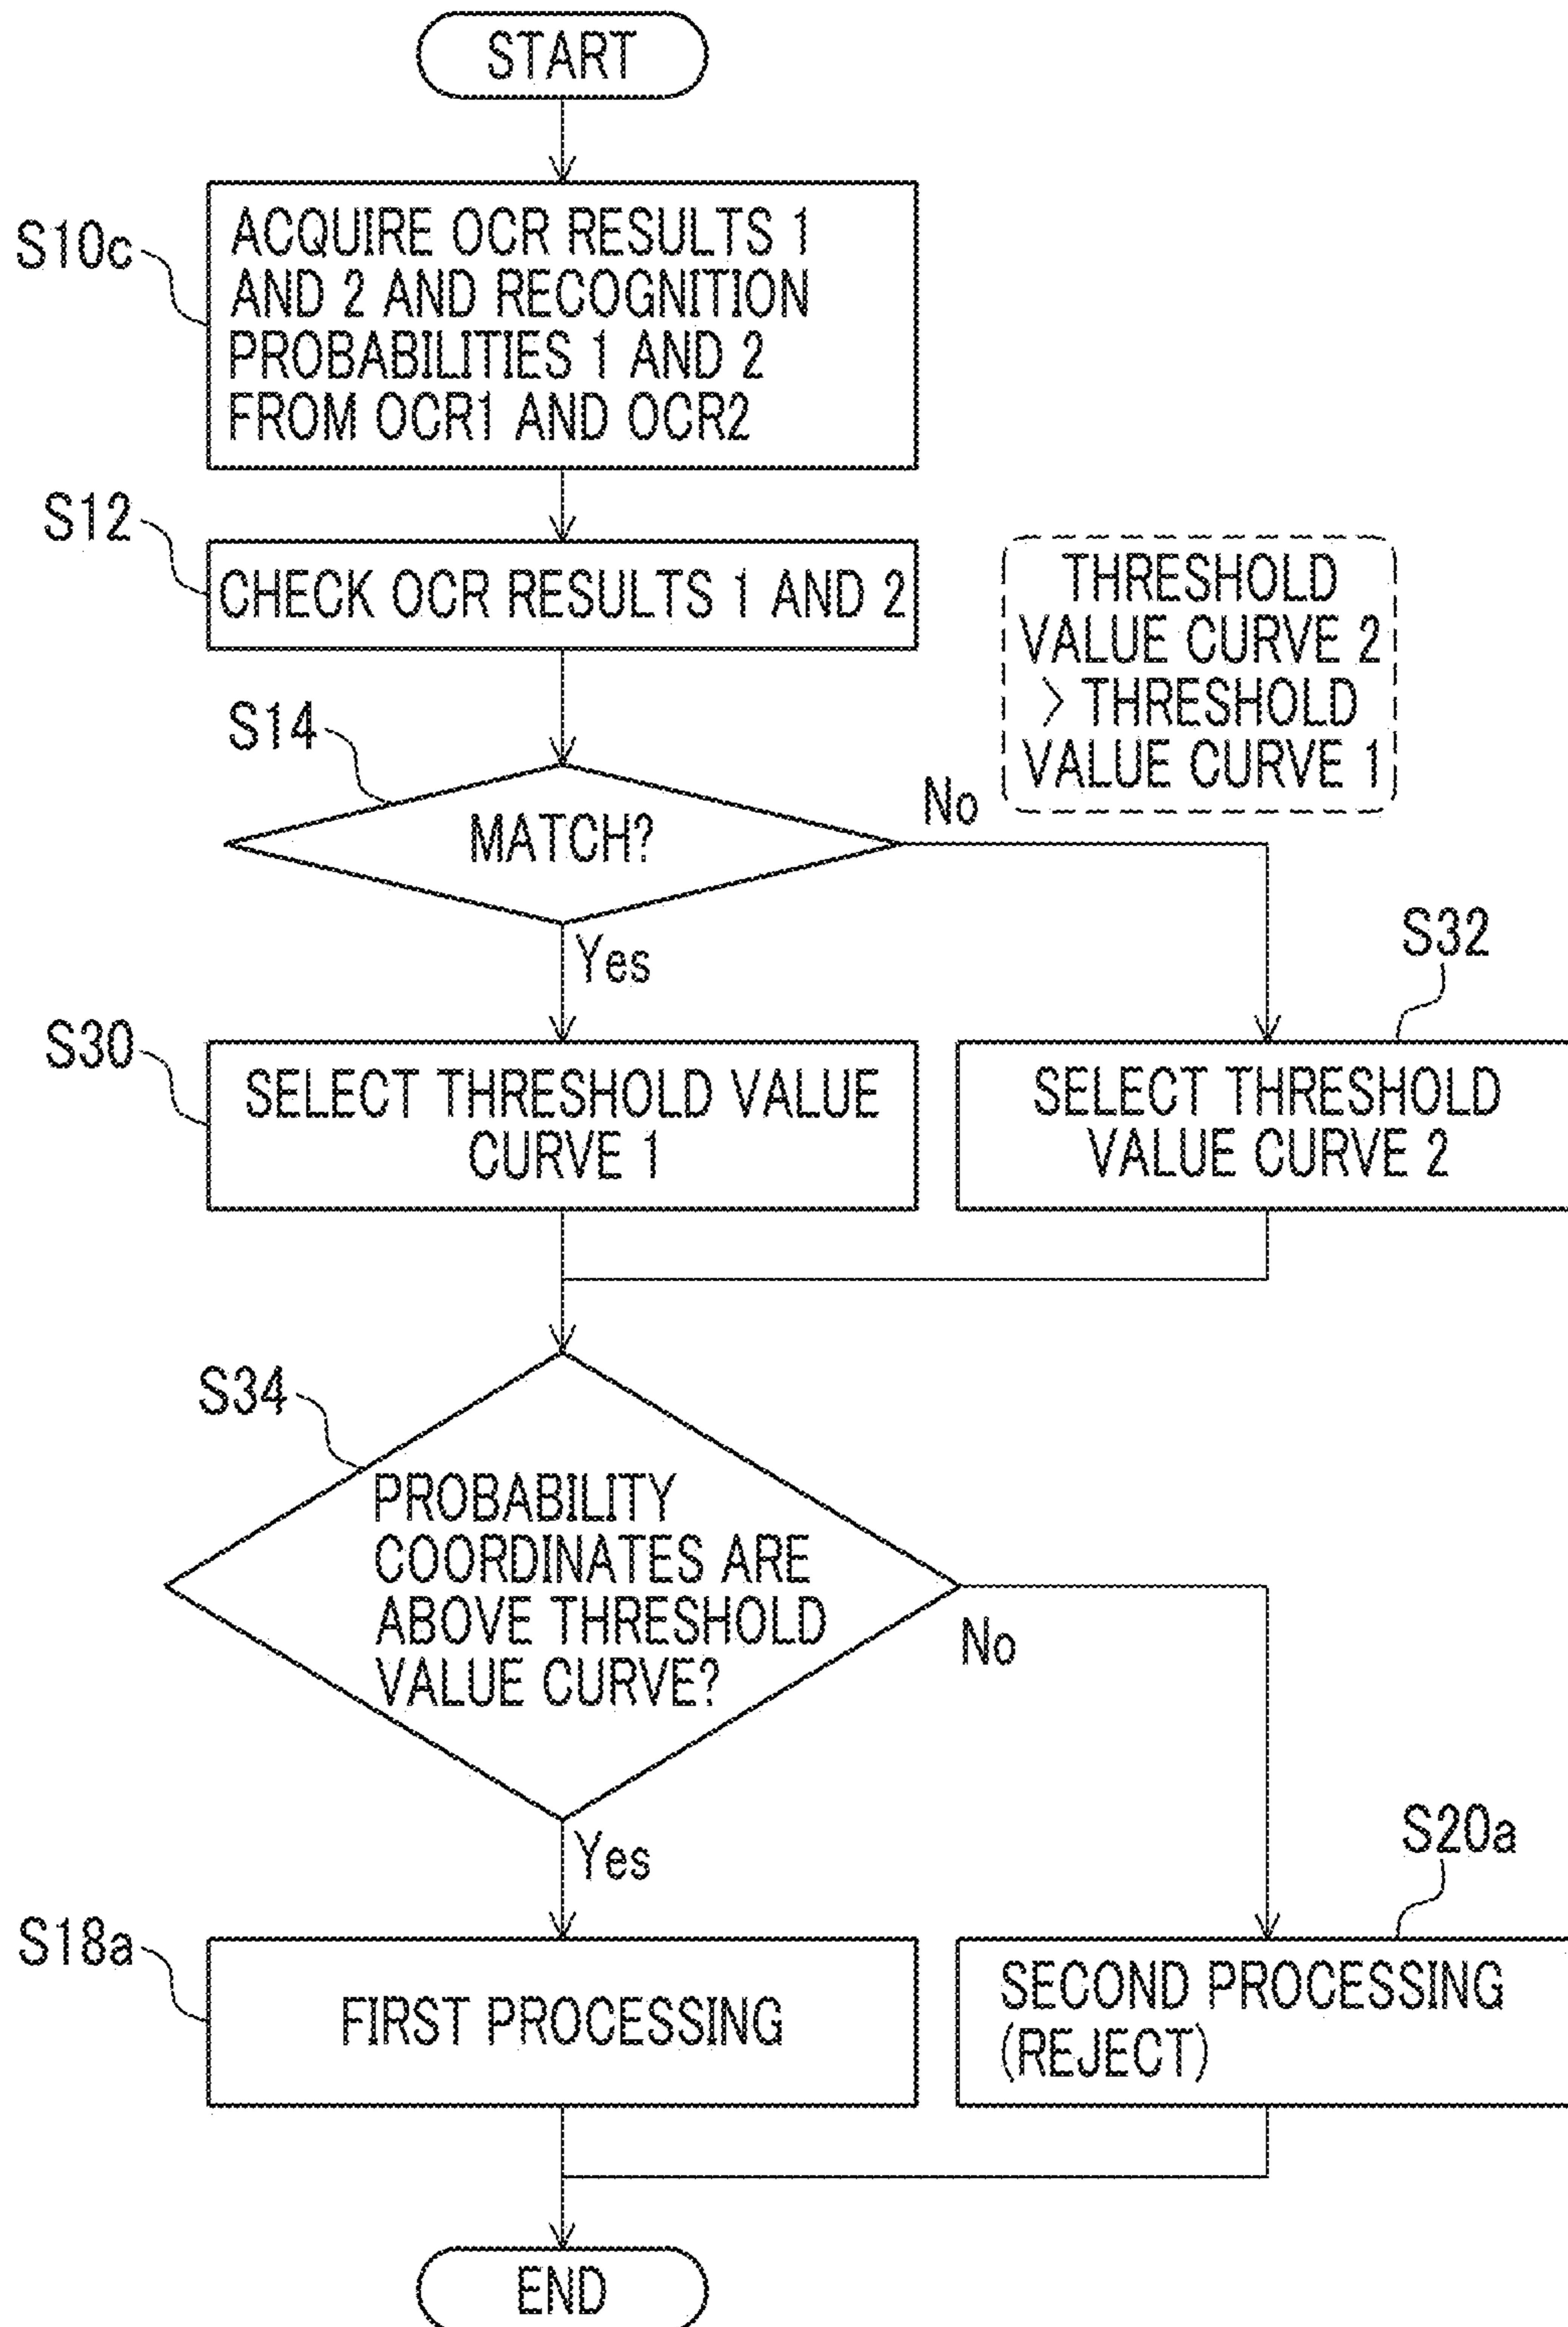 START
S10c
ACQUIRE OCR RESULTS 1
AND 2 AND RECOGNITION
PROBABILITIES 1 AND 2
FROM OCR1 AND OCR2
S12
CHECK OCR RESULTS 1 AND 2
THRESHOLD
VALUE CURVE 2
> THRESHOLD
VALUE CURVE 1
S14
MATCH?
No
Yes
S30
SELECT THRESHOLD VALUE
CURVE 1
S32
SELECT THRESHOLD
VALUE CURVE 2
S34
PROBABILITY
COORDINATES ARE
ABOVE THRESHOLD
VALUE CURVE?
No
Yes
S18a
FIRST PROCESSING
S20a
SECOND PROCESSING
(REJECT)
END